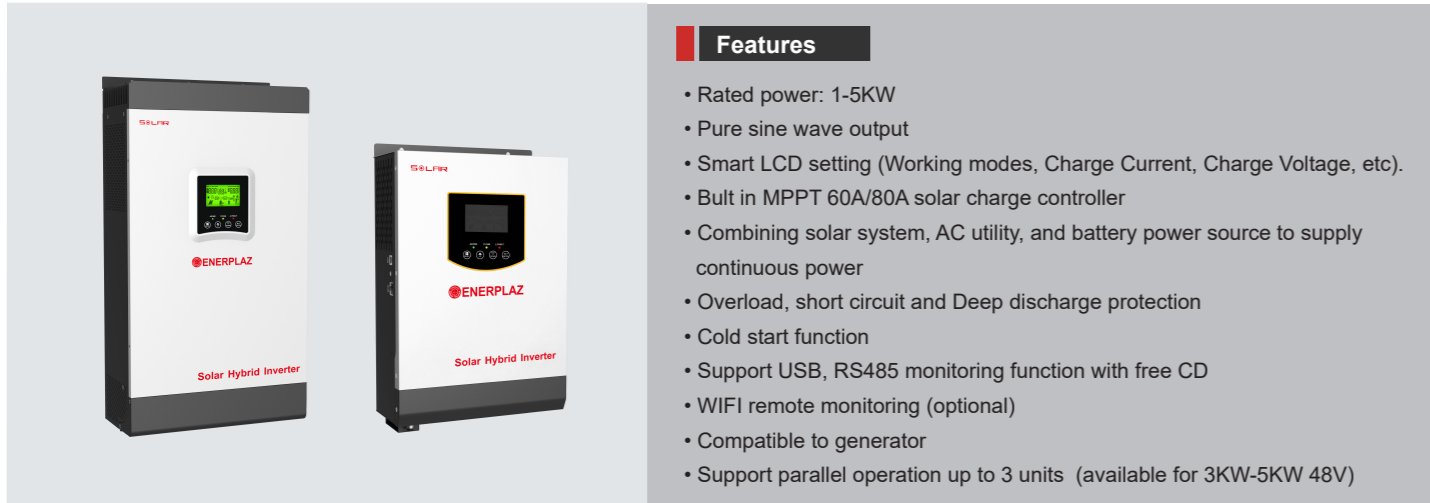 SOLAR
ENERPLAZ
Solar Hybrid Inverter
SOLAR
ENERPLAZ
Solar Hybrid Inverter
Features
• Rated power: 1-5KW
• Pure sine wave output
• Smart LCD setting (Working modes, Charge Current, Charge Voltage, etc).
• Bult in MPPT 60A/80A solar charge controller
• Combining solar system, AC utility, and battery power source to supply
continuous power
• Overload, short circuit and Deep discharge protection
• Cold start function
• Support USB, RS485 monitoring function with free CD
• WIFI remote monitoring (optional)
• Compatible to generator
• Support parallel operation up to 3 units (available for 3KW-5KW 48V)